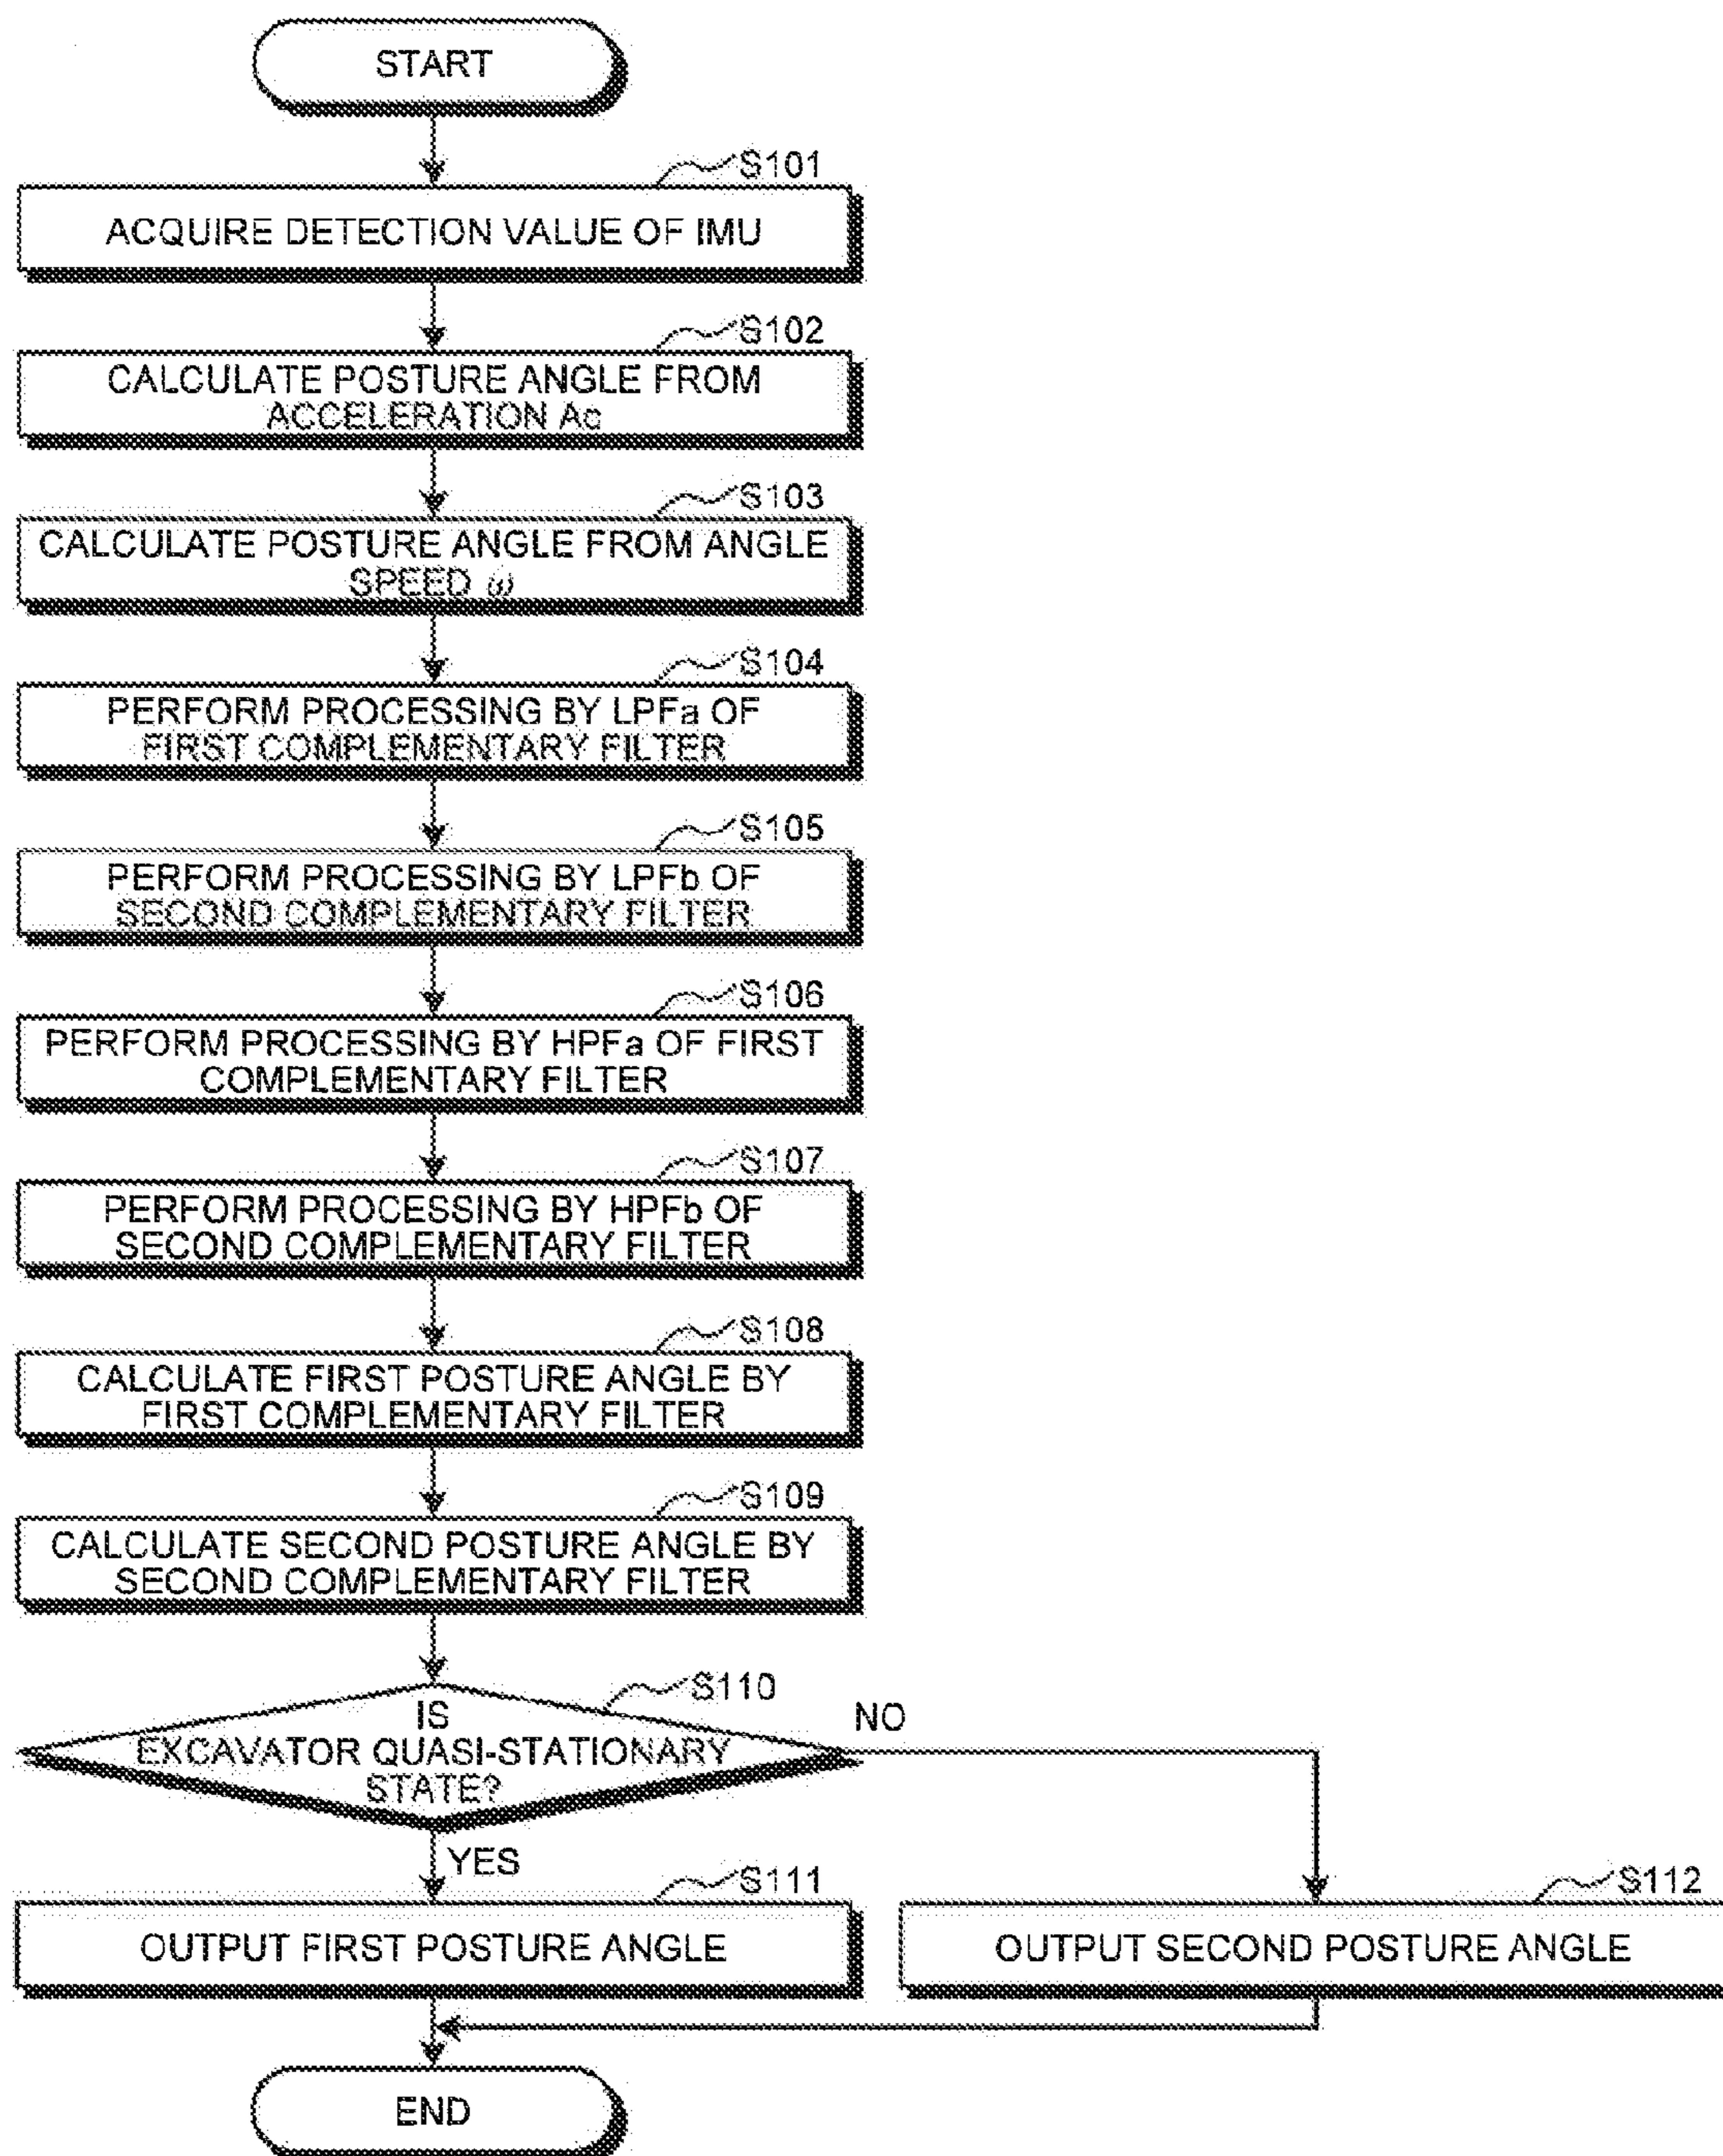 START
S101
ACQUIRE DETECTION VALUE OF IMU
S102
CALCULATE POSTURE ANGLE FROM
ACCELERATION Ac
S103
CALCULATE POSTURE ANGLE FROM ANGLE
SPEED ω
S104
PERFORM PROCESSING BY LPFa OF
FIRST COMPLEMENTARY FILTER
S105
PERFORM PROCESSING BY LPFb OF
SECOND COMPLEMENTARY FILTER
S106
PERFORM PROCESSING BY HPFa OF FIRST
COMPLEMENTARY FILTER
S107
PERFORM PROCESSING BY HPFb OF
SECOND COMPLEMENTARY FILTER
S108
CALCULATE FIRST POSTURE ANGLE BY
FIRST COMPLEMENTARY FILTER
S109
CALCULATE SECOND POSTURE ANGLE BY
SECOND COMPLEMENTARY FILTER
S110
IS
EXCAVATOR QUASI-STATIONARY
STATE?
NO
YES
S111
OUTPUT FIRST POSTURE ANGLE
S112
OUTPUT SECOND POSTURE ANGLE
END